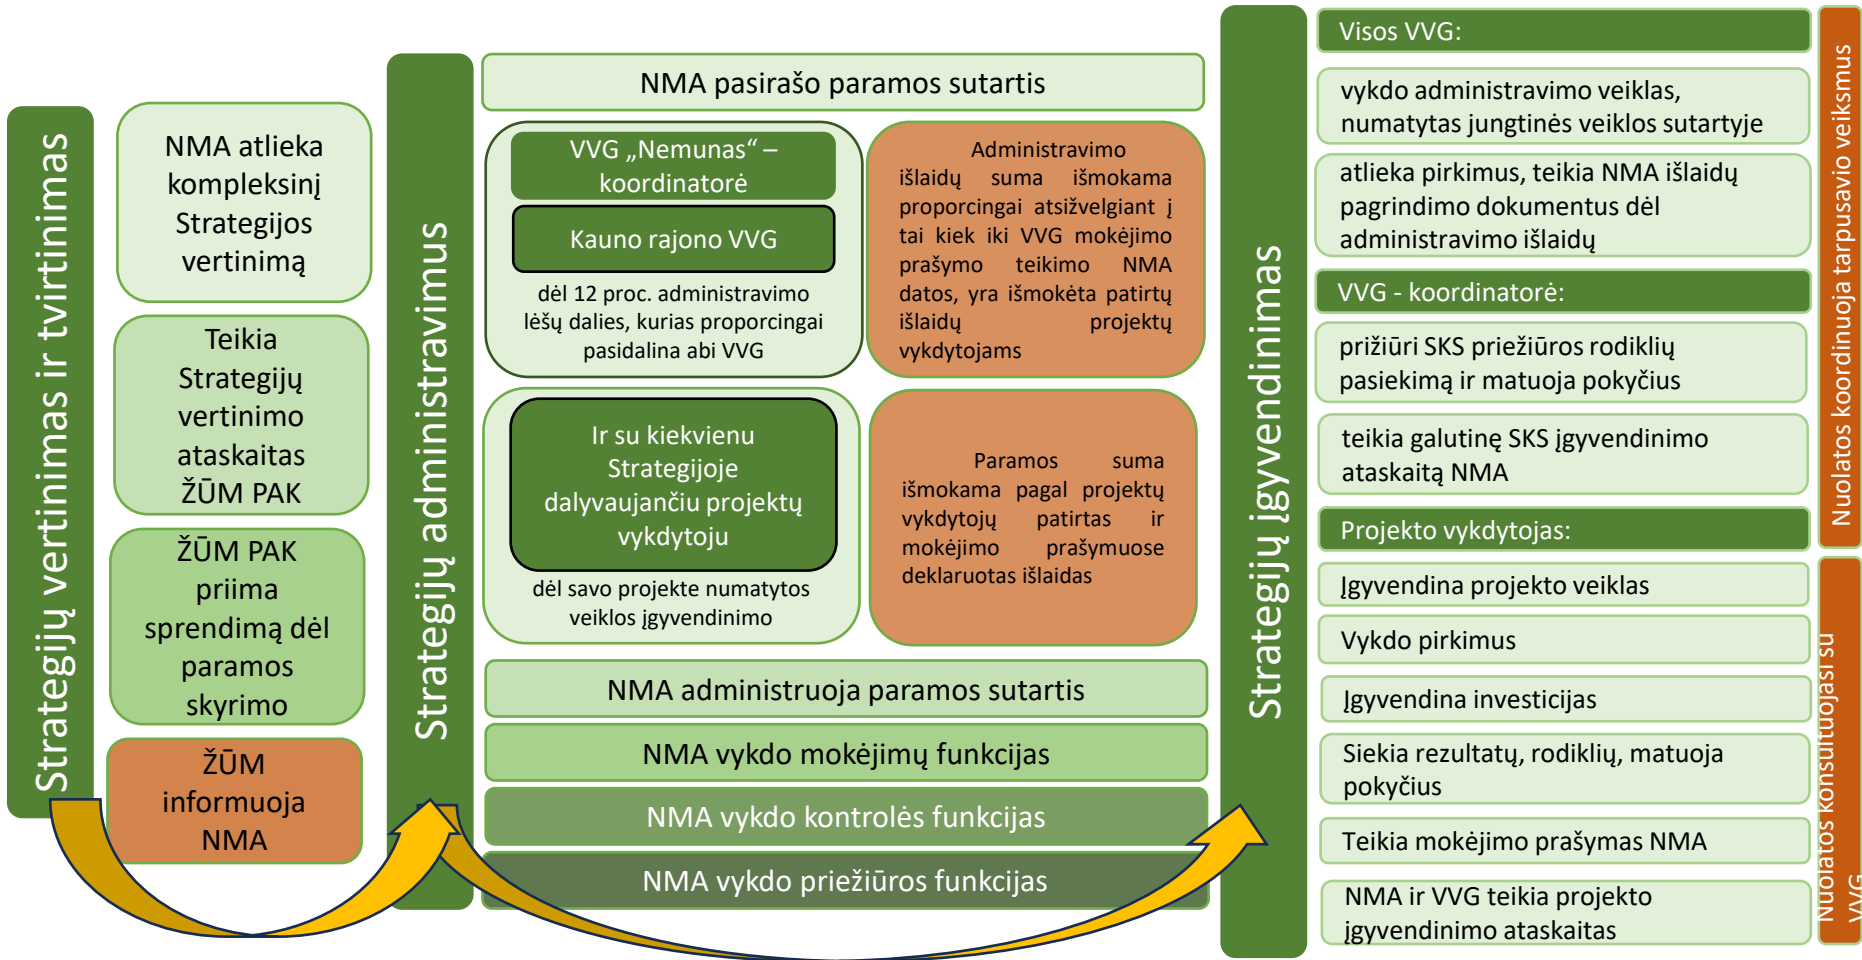 Strategijų vertinimas ir tvirtinimas
NMA atlieka
kompleksinį
Strategijos
vertinimą
Teikia
Strategijų
vertinimo
ataskaitas
ŽŪM PAK
ŽŪM PAK
priima
sprendimą dėl
paramos
skyrimo
ŽŪM
informuoja
NMA
Strategijų administravimus
NMA pasirašo paramos sutartis
VVG „Nemunas“ –
koordinatorė
Kauno rajono VVG
dėl 12 proc. administravimo
lėšų dalies, kurias proporcingai
pasidalina abi VVG
Administravimo
išlaidų suma išmokama
proporcingai atsižvelgiant į
tai kiek iki VVG mokėjimo
prašymo teikimo NMA
datos, yra išmokėta patirtų
išlaidų projektų
vykdytojams
Ir su kiekvienu
Strategijoje
dalyvaujančiu projektų
vykdytoju
dėl savo projekte numatytos
veiklos įgyvendinimo
Paramos suma
išmokama pagal projektų
vykdytojų patirtas ir
mokėjimo prašymuose
deklaruotas išlaidas
NMA administruoja paramos sutartis
NMA vykdo mokėjimų funkcijas
NMA vykdo kontrolės funkcijas
NMA vykdo priežiūros funkcijas
Strategijų įgyvendinimas
Visos VVG:
vykdo administravimo veiklas,
numatytas jungtinės veiklos sutartyje
atlieka pirkimus, teikia NMA išlaidų
pagrindimo dokumentus dėl
administravimo išlaidų
VVG - koordinatorė:
prižiūri SKS priežiūros rodiklių
pasiekimą ir matuoja pokyčius
teikia galutinę SKS įgyvendinimo
ataskaitą NMA
Projekto vykdytojas:
Įgyvendina projekto veiklas
Vykdo pirkimus
Įgyvendina investicijas
Siekia rezultatų, rodiklių, matuoja
pokyčius
Teikia mokėjimo prašymas NMA
NMA ir VVG teikia projekto
įgyvendinimo ataskaitas
Nuolatos koordinuoja tarpusavio veiksmus
Nuolatos konsultuojasi su
VVG